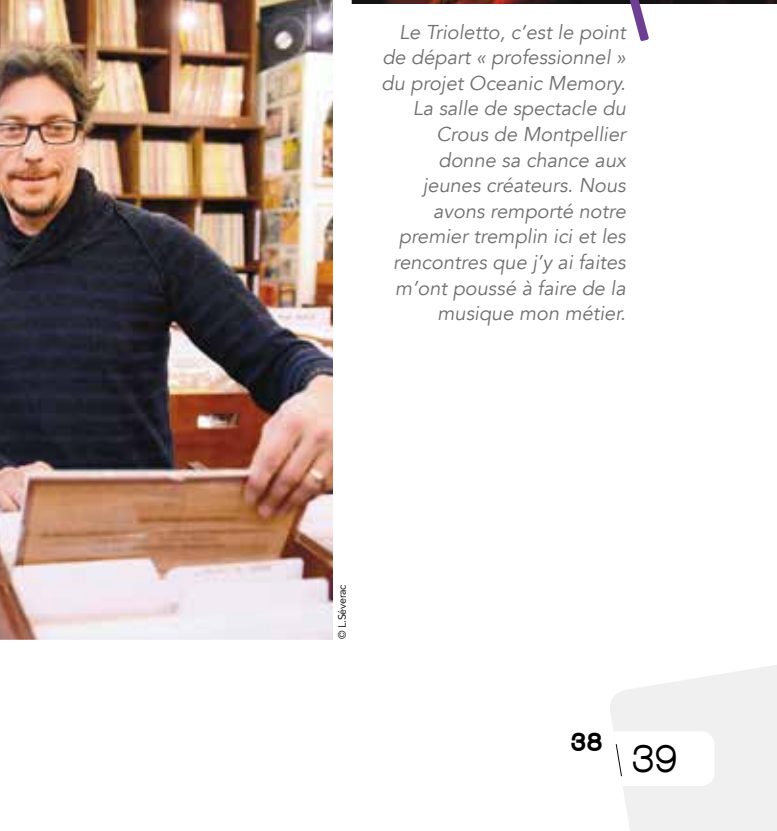 Le Trioletto, c’est le point
de départ « professionnel »
du projet Oceanic Memory.
La salle de spectacle du
Crous de Montpellier
donne sa chance aux
jeunes créateurs. Nous
avons remporté notre
premier tremplin ici et les
rencontres que j’y ai faites
m’ont poussé à faire de la
musique mon métier.
© L.Séverac
38 \ 39